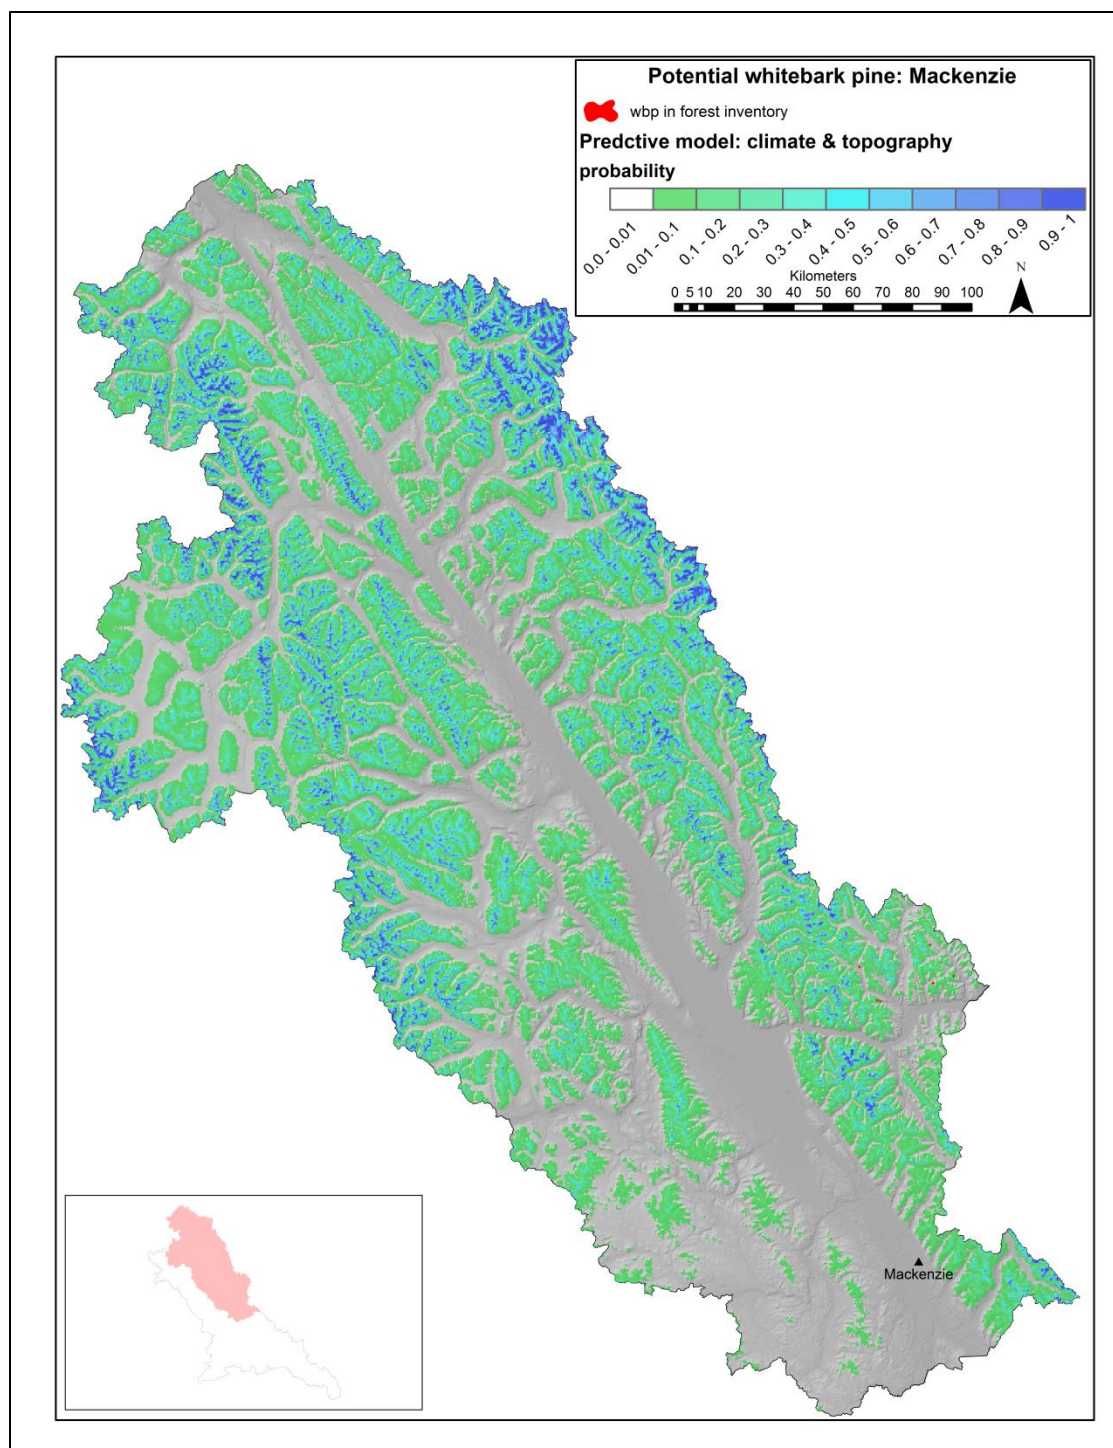 Potential whitebark pine: Mackenzie
wbp in forest inventory
Predctive model: climate & topography
probability
0.0 - 0.01 0.01 - 0.1 0.1 - 0.2 0.2 - 0.3 0.3 - 0.4 0.4 - 0.5 0.5 - 0.6 0.6 - 0.7 0.7 - 0.8 0.8 - 0.9 0.9 - 1
Kilometers
N
0 5 10 20 30 40 50 60 70 80 90 100
Mackenzie